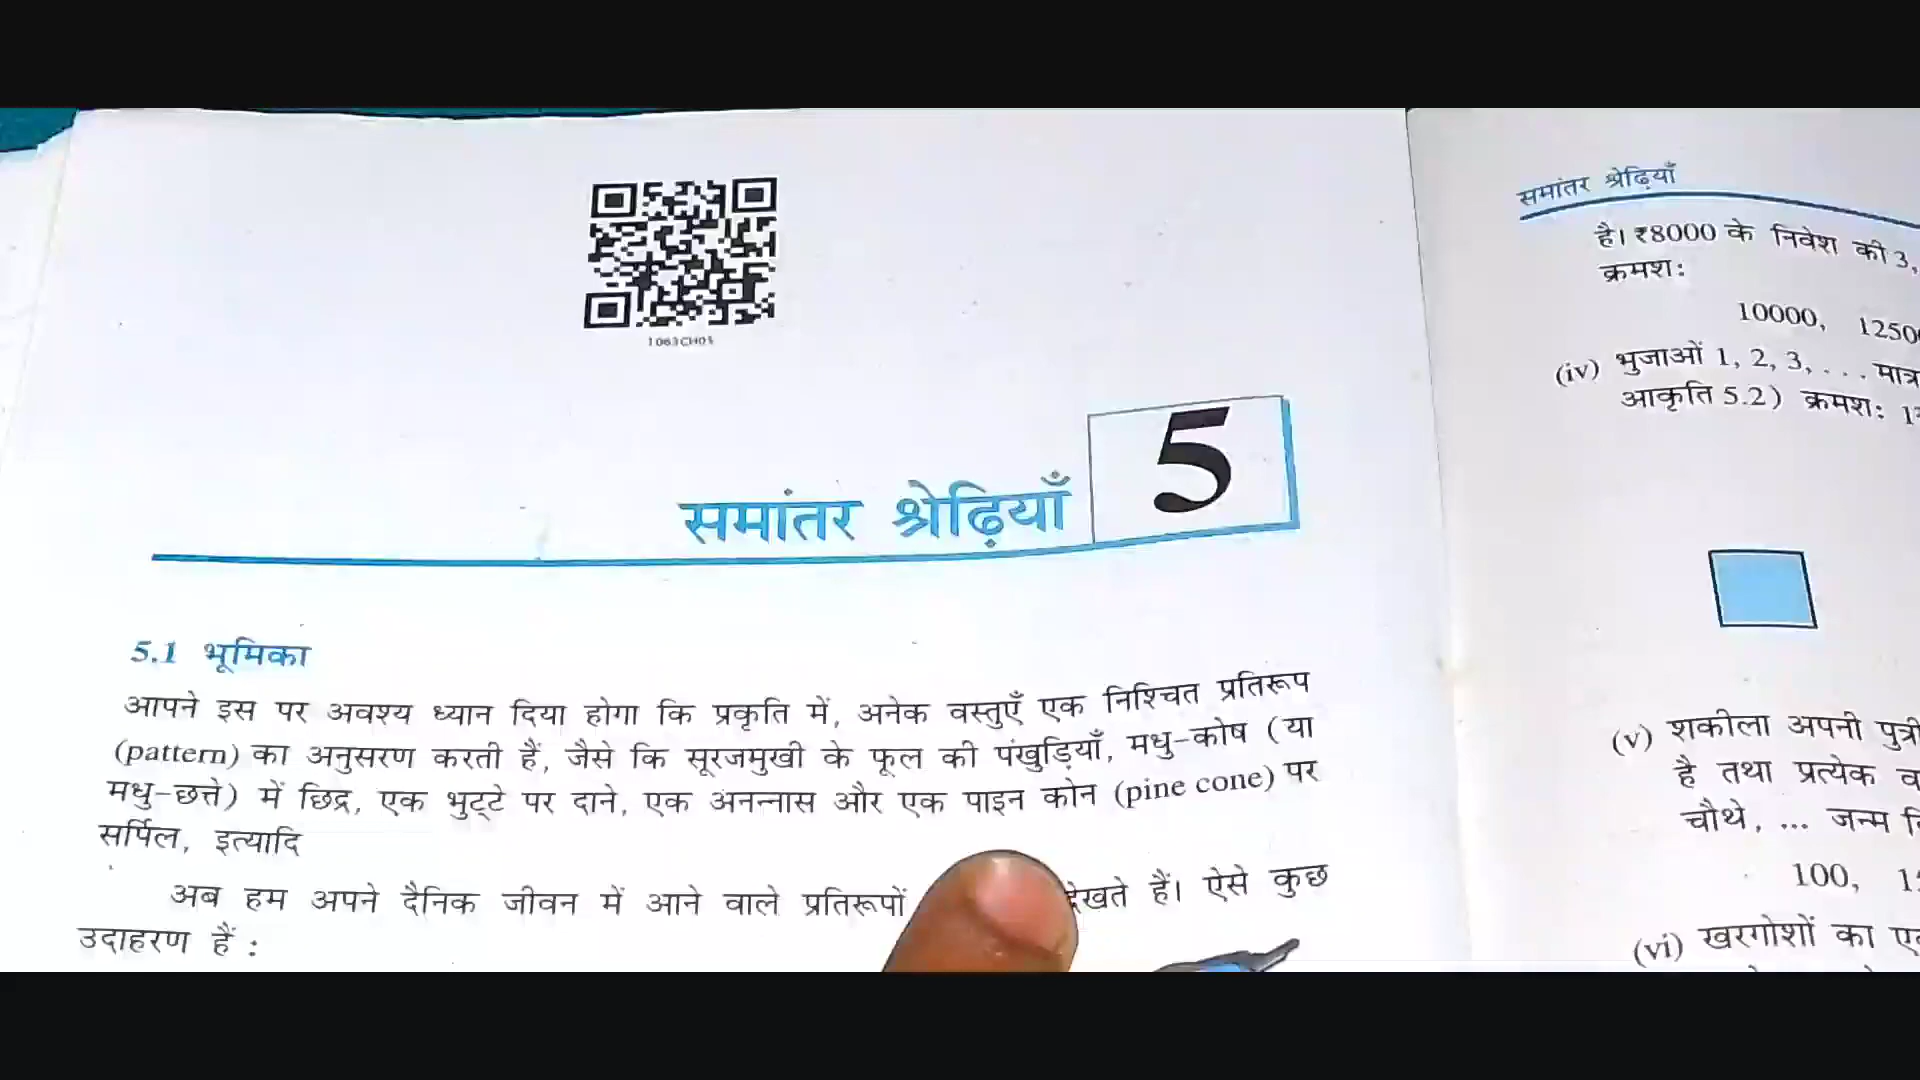 1063CH05
5
समांतर श्रेढ़ियाँ
5.1 भूमिका
आपने इस पर अवश्य ध्यान दिया होगा कि प्रकृति में, अनेक वस्तुएँ एक निश्चित प्रतिरूप
(pattern) का अनुसरण करती हैं, जैसे कि सूरजमुखी के फूल की पंखुड़ियाँ, मधु-कोष (या
मधु-छत्ते) में छिद्र, एक भुट्टे पर दाने, एक अनन्नास और एक पाइन कोन (pine cone) पर
सर्पिल, इत्यादि
अब हम अपने दैनिक जीवन में आने वाले प्रतिरूपों देखते हैं। ऐसे कुछ
उदाहरण हैं :
समांतर श्रेढ़ियाँ
है। ₹8000 के निवेश की 3,
क्रमश:
10000, 1250
(iv) भुजाओं 1, 2, 3, . . . मात्र
आकृति 5.2) क्रमश:
(v) शकीला अपनी पुत्री
है तथा प्रत्येक
चौथे, ... जन्म
100,
(vi) खरगोशों का